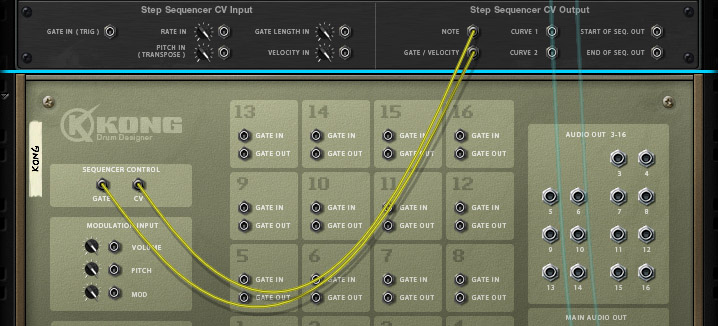 Step Sequencer CV Input
Step Sequencer CV Output
GATE IN ( TRIG )
RATE IN
GATE LENGTH IN
NOTE
CURVE 1
START OF SEQ. OUT
PITCH IN
( TRANSPOSE )
VELOCITY IN
GATE / VELOCITY
CURVE 2
END OF SEQ. OUT
KONG
KONG
Drum Designer
13
14
15
16
GATE IN
GATE IN
GATE IN
GATE IN
GATE OUT
GATE OUT
GATE OUT
GATE OUT
AUDIO OUT 3-16
3
4
5
6
7
8
9
10
11
12
13
14
15
16
MAIN AUDIO OUT
SEQUENCER CONTROL
GATE
CV
9
10
11
12
GATE IN
GATE IN
GATE IN
GATE IN
GATE OUT
GATE OUT
GATE OUT
GATE OUT
MODULATION INPUT
VOLUME
PITCH
MOD
5
6
7
8
GATE IN
GATE IN
GATE IN
GATE IN
GATE OUT
GATE OUT
GATE OUT
GATE OUT